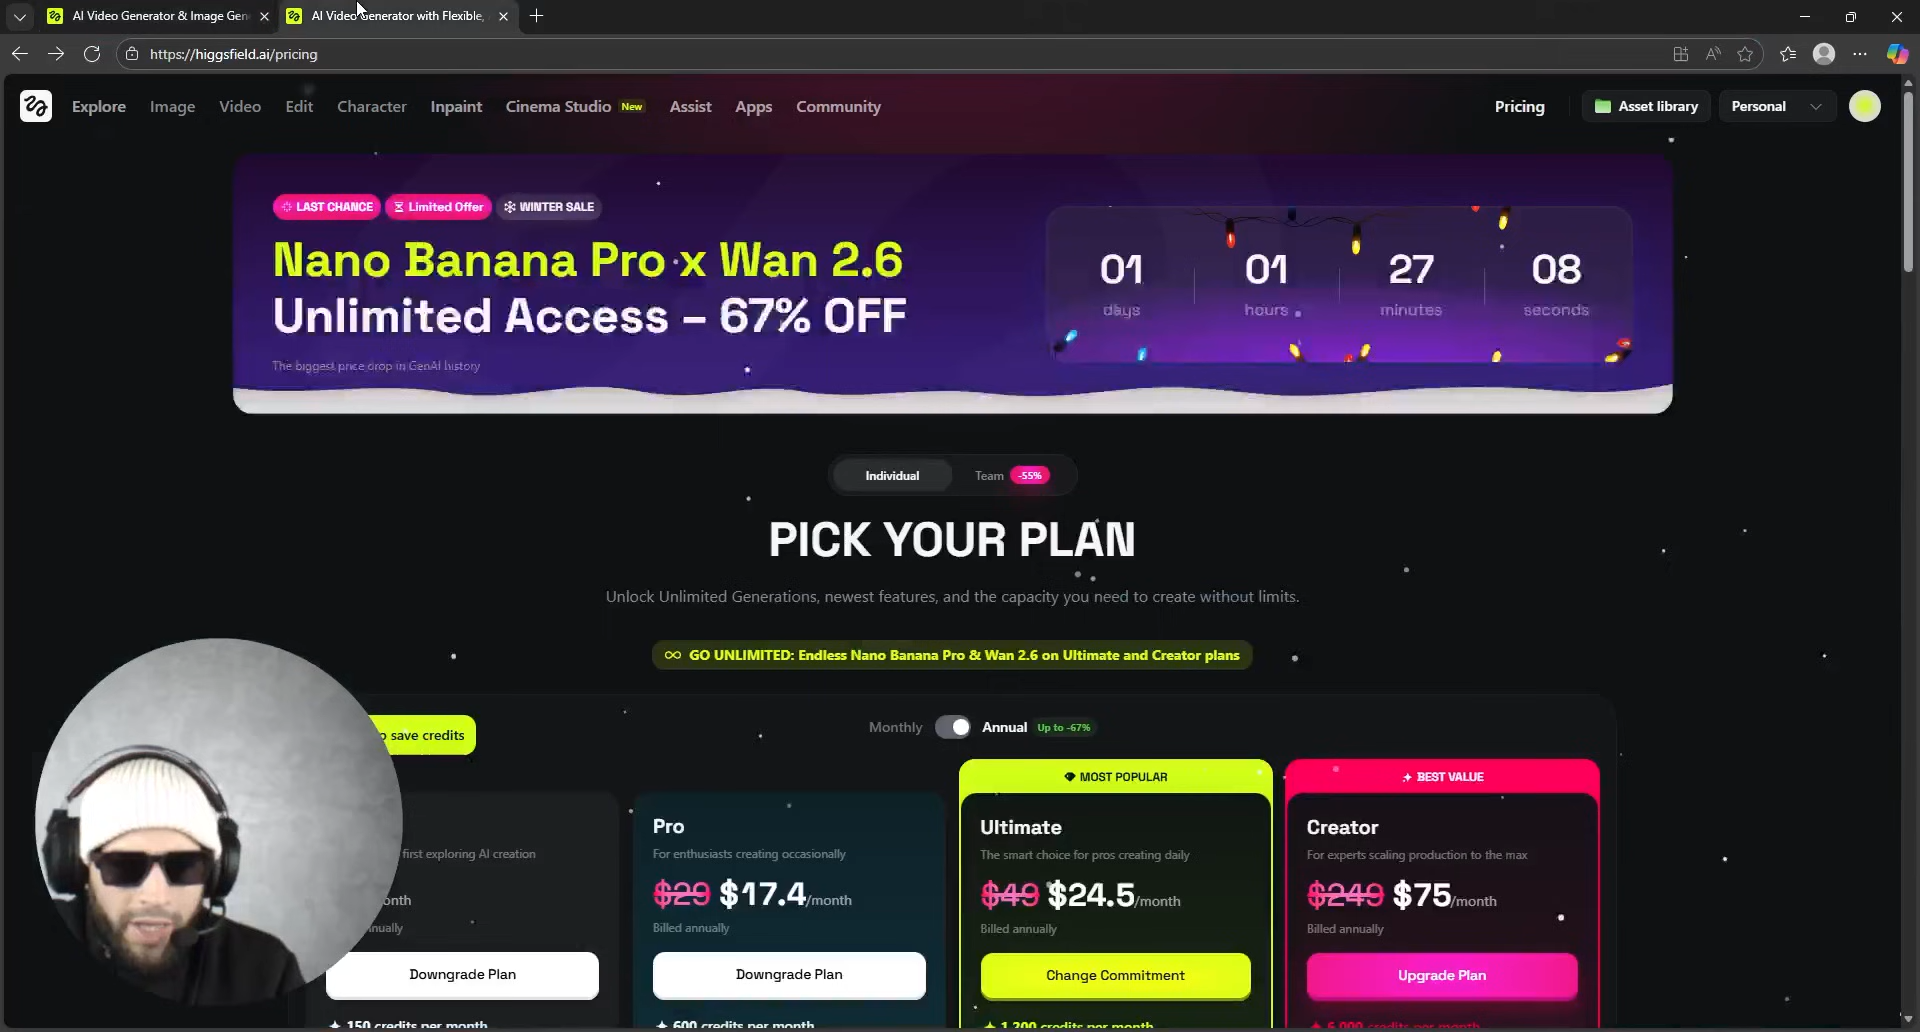 AI Video Generator & Image Gen
AI Video Generator with Flexible,
https://higgsfield.ai/pricing
Explore
Image
Video
Edit
Character
Inpaint
Cinema Studio New
Assist
Apps
Community
Pricing
Asset library
Personal
LAST CHANCE
Limited Offer
WINTER SALE
Nano Banana Pro x Wan 2.6
Unlimited Access – 67% OFF
The biggest price drop in GenAI history
01
days
01
hours
27
minutes
08
seconds
Individual
Team -55%
PICK YOUR PLAN
Unlock Unlimited Generations, newest features, and the capacity you need to create without limits.
GO UNLIMITED: Endless Nano Banana Pro & Wan 2.6 on Ultimate and Creator plans
save credits
Monthly
Annual Up to -67%
MOST POPULAR
BEST VALUE
first exploring AI creation
Downgrade Plan
150 credits per month
Pro
For enthusiasts creating occasionally
$29 $17.4/month
Billed annually
Downgrade Plan
600 credits per month
Ultimate
The smart choice for pros creating daily
$49 $24.5/month
Billed annually
Change Commitment
1,200 credits per month
Creator
For experts scaling production to the max
$249 $75/month
Billed annually
Upgrade Plan
6,000 credits per month